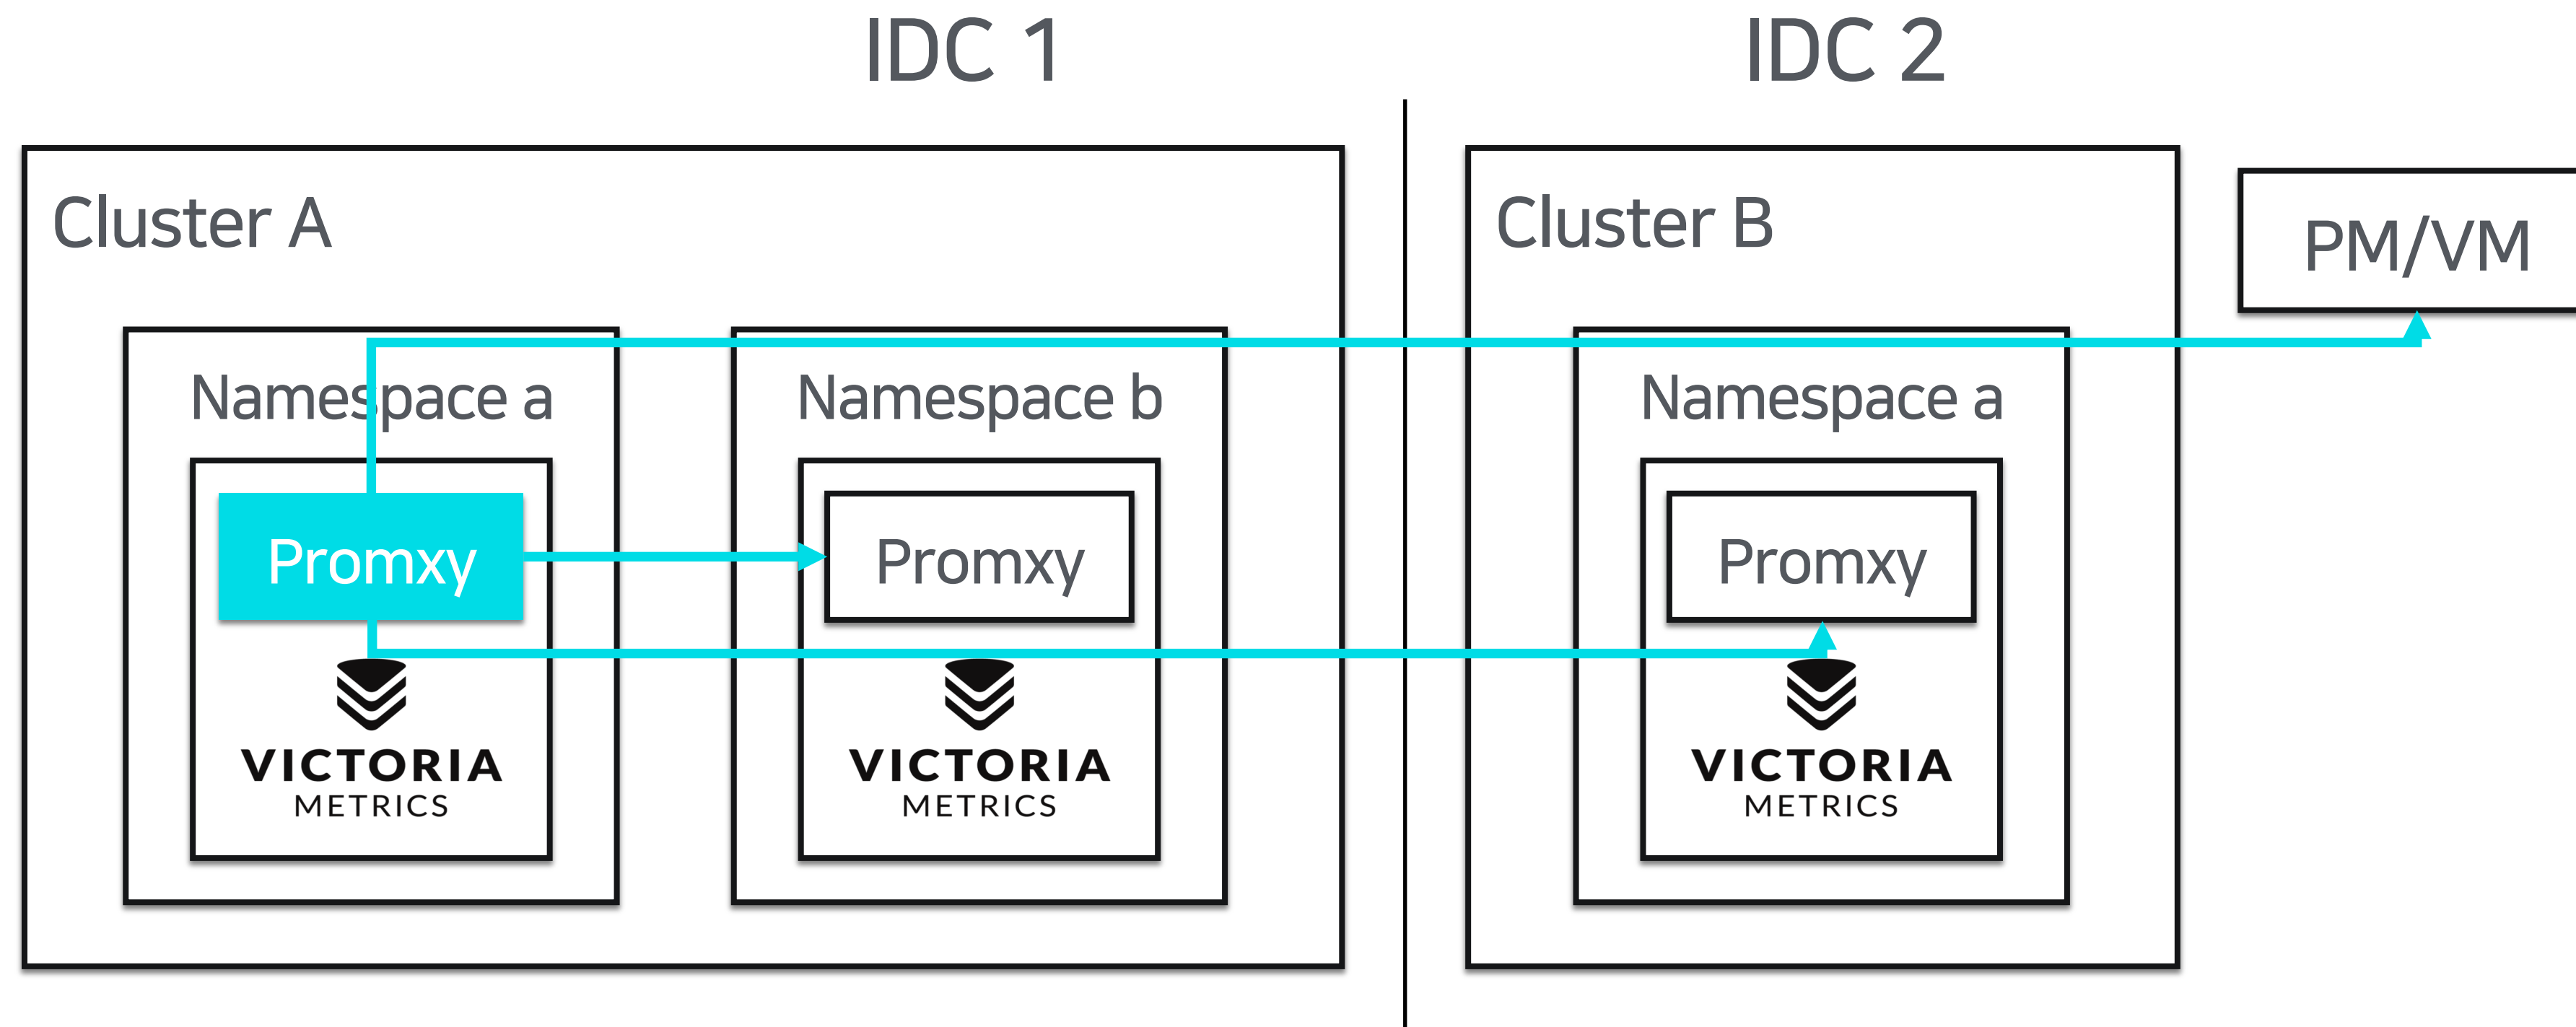 IDC 1
IDC 2
Cluster A
Cluster B
PM/VM
Namespace a
Namespace b
Namespace a
Promxy
Promxy
Promxy
VICTORIA
METRICS
VICTORIA
METRICS
VICTORIA
METRICS